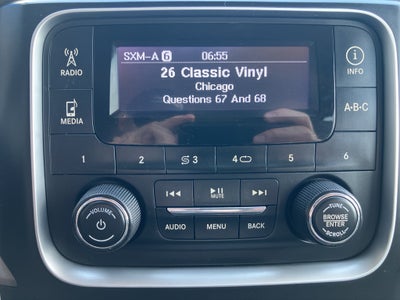 SXM-A 6 06:55
26 Classic Vinyl
Chicago
Questions 67 And 68
RADIO
INFO
MEDIA
A-B-C
1 2 3 4 5 6
VOLUME
MUTE
TUNE
BROWSE
ENTER
SCROLL
AUDIO MENU BACK